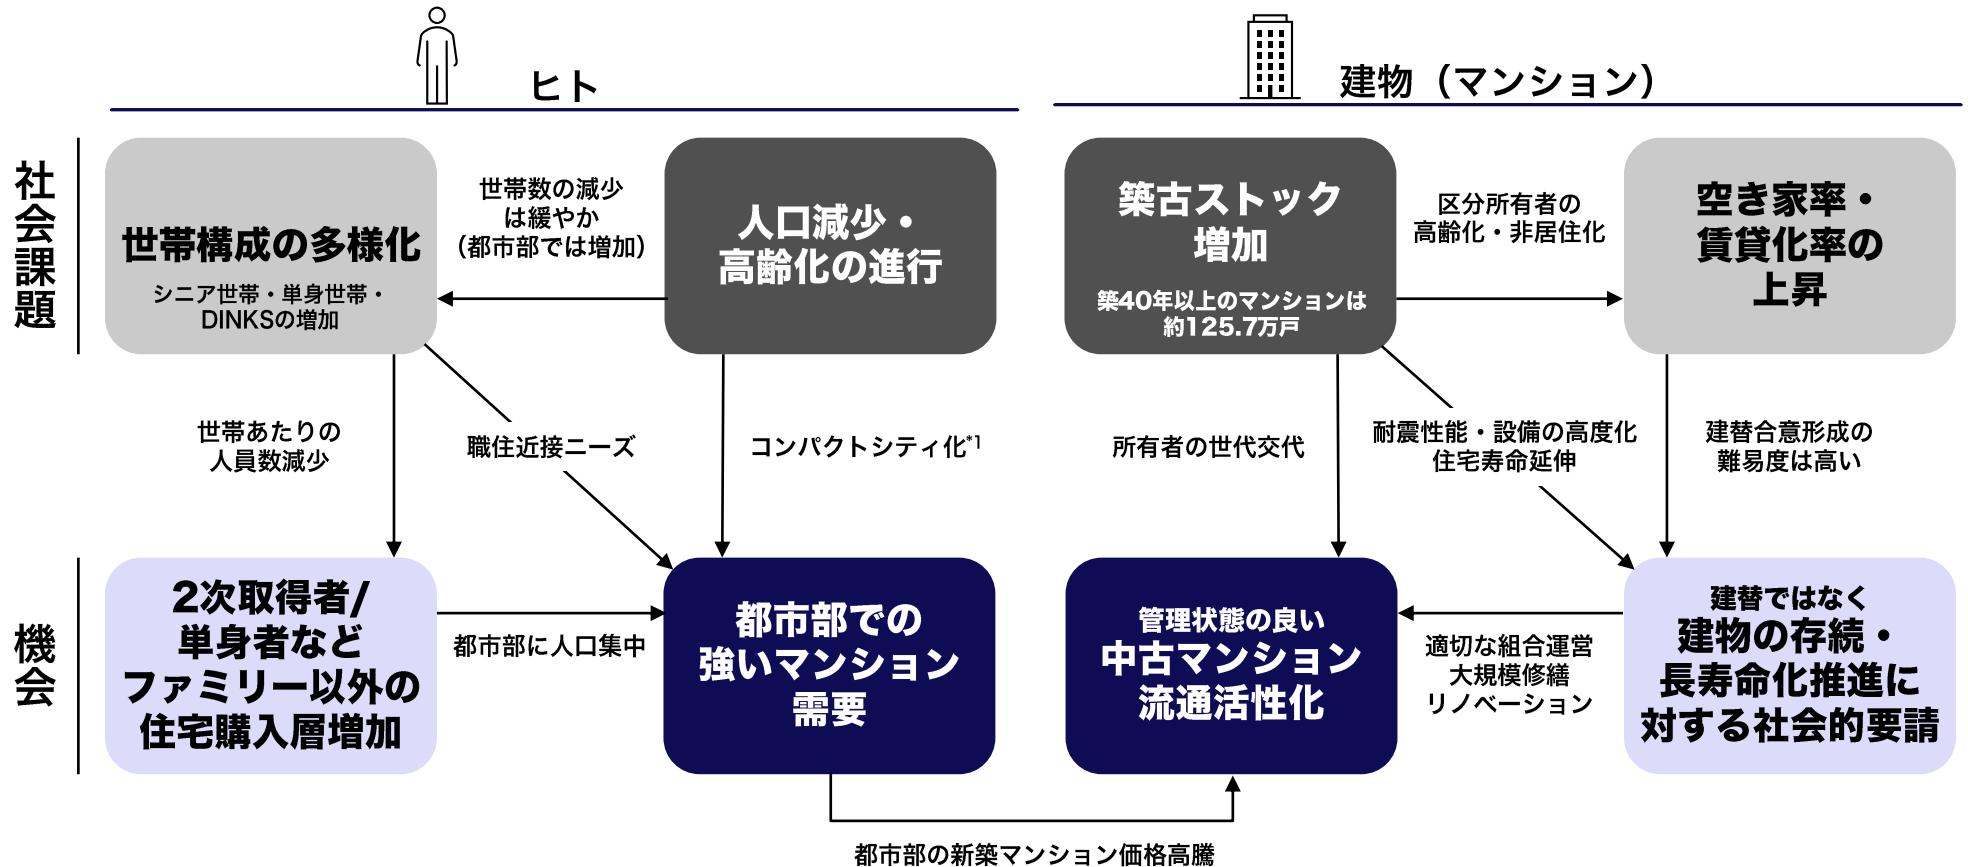 ヒト
建物（マンション）
社会課題
世帯構成の多様化
シニア世帯・単身世帯・
DINKSの増加
世帯数の減少
は緩やか
（都市部では増加）
人口減少・
高齢化の進行
築古ストック
増加
築40年以上のマンションは
約125.7万戸
区分所有者の
高齢化・非居住化
空き家率・
賃貸化率の
上昇
世帯あたりの
人員数減少
職住近接ニーズ
コンパクトシティ化*1
所有者の世代交代
耐震性能・設備の高度化
住宅寿命延伸
建替合意形成の
難易度は高い
機会
2次取得者/
単身者など
ファミリー以外の
住宅購入層増加
都市部に人口集中
都市部での
強いマンション
需要
管理状態の良い
中古マンション
流通活性化
適切な組合運営
大規模修繕
リノベーション
建替ではなく
建物の存続・
長寿命化推進に
対する社会的要請
都市部の新築マンション価格高騰